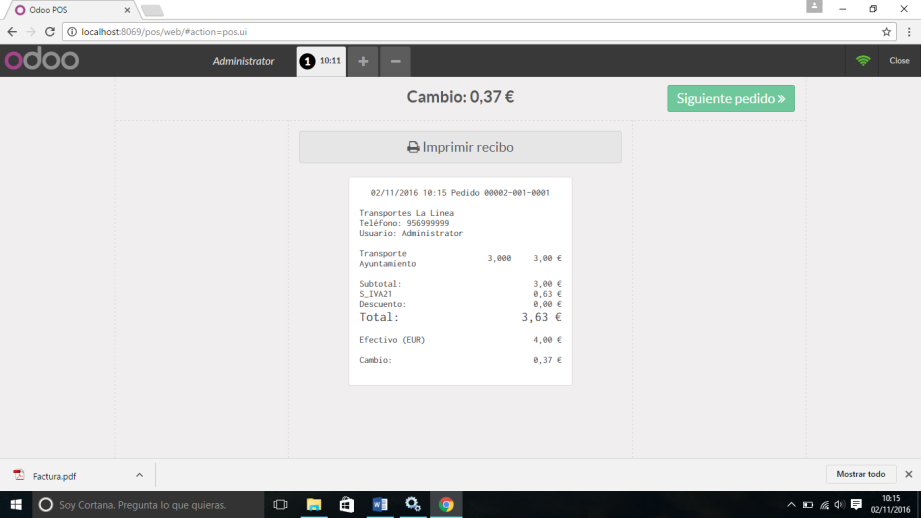 Odoo POS
localhost:8069/pos/web/#action=pos.ui
odoo
Administrator
1 10:11
Close
Cambio: 0,37 €
Siguiente pedido
Imprimir recibo
02/11/2016 10:15 Pedido 00002-001-0001
Transportes La Linea
Teléfono: 956999999
Usuario: Administrator
Transporte
Ayuntamiento 3,000 3,00 €
Subtotal: 3,00 €
S_IVA21 0,63 €
Descuento: 0,00 €
Total: 3,63 €
Efectivo (EUR) 4,00 €
Cambio: 0,37 €
Factura.pdf
Mostrar todo
Soy Cortana. Pregunta lo que quieras.
10:15
02/11/2016